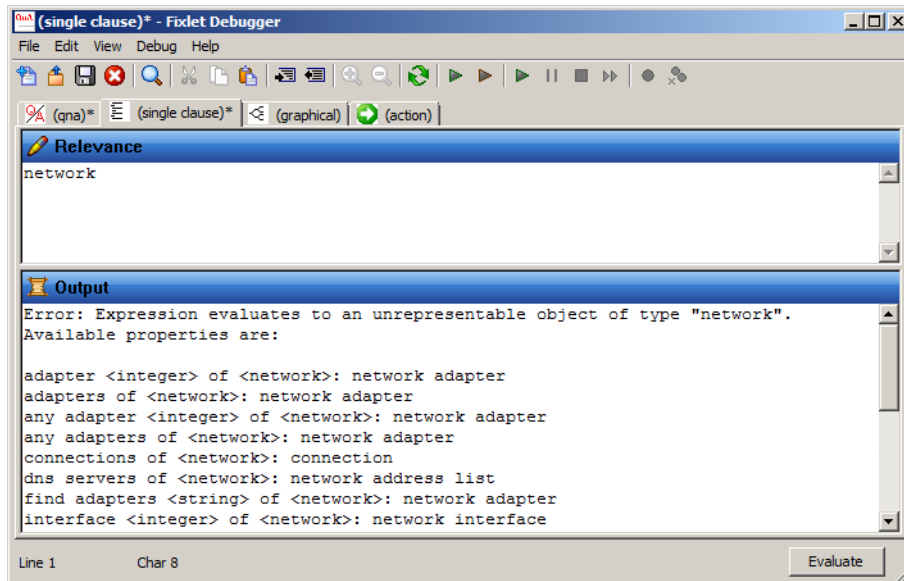 (single clause)* - Fixlet Debugger
File Edit View Debug Help
(qna)* (single clause)* (graphical) (action)
Relevance
network
Output
Error: Expression evaluates to an unrepresentable object of type "network".
Available properties are:
adapter <integer> of <network>: network adapter
adapters of <network>: network adapter
any adapter <integer> of <network>: network adapter
any adapters of <network>: network adapter
connections of <network>: connection
dns servers of <network>: network address list
find adapters <string> of <network>: network adapter
interface <integer> of <network>: network interface
Line 1 Char 8 Evaluate